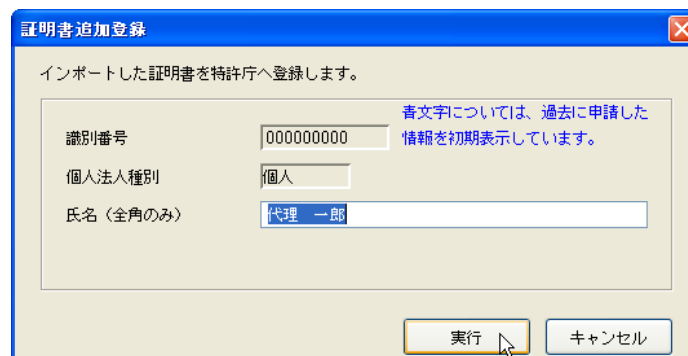 証明書追加登録
インポートした証明書を特許庁へ登録します。
青文字については、過去に申請した
情報を初期表示しています。
識別番号 000000000
個人法人種別 個人
氏名（全角のみ） 代理　一郎
実行 キャンセル